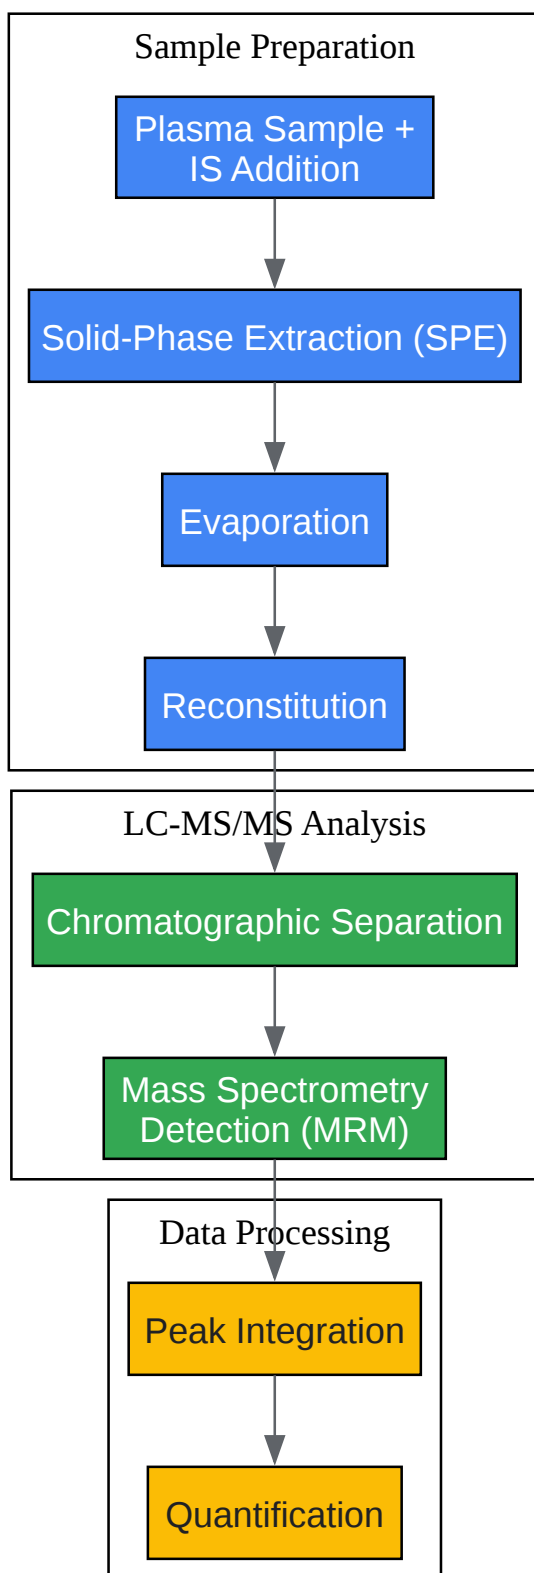 Sample Preparation
Plasma Sample +
IS Addition
Solid-Phase Extraction (SPE)
Evaporation
Reconstitution
LC-MS/MS Analysis
Chromatographic Separation
Mass Spectrometry
Detection (MRM)
Data Processing
Peak Integration
Quantification